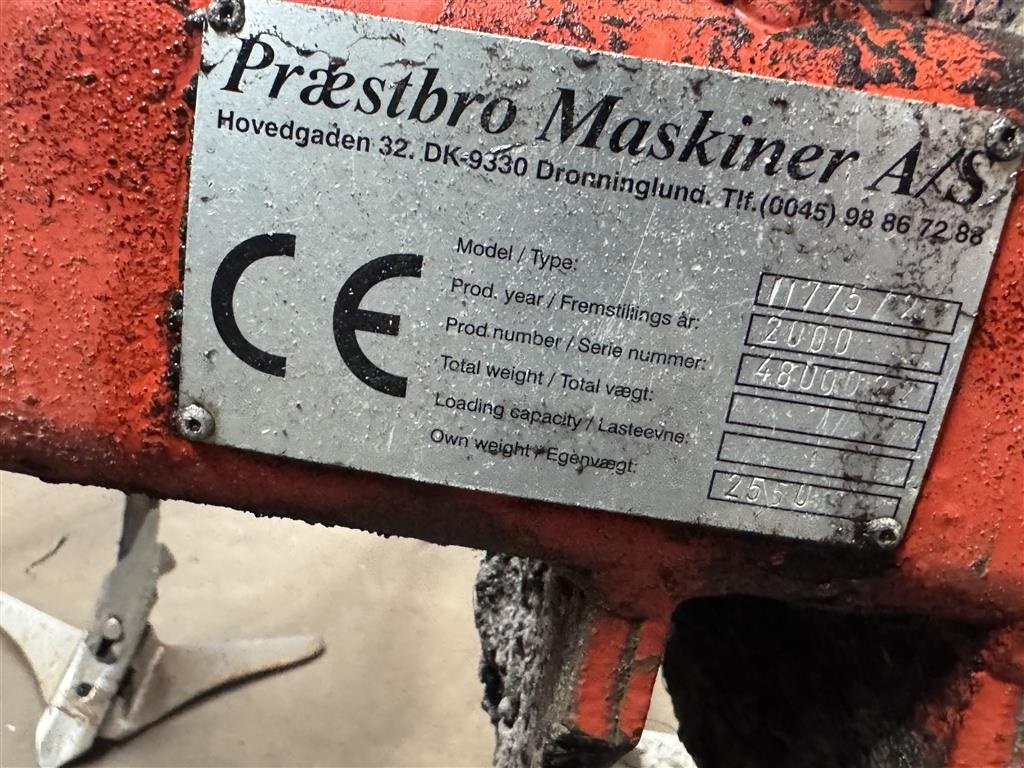 Præstbro Maskiner A/S
Hovedgaden 32. DK-9330 Dronninglund. Tlf.(0045) 98 86 72 88
CE
Model / Type:
Prod. year / Fremstillings år: 2000
Prod.number / Serie nummer:
Total weight / Total vægt:
Loading capacity / Lasteevne:
Own weight / Egenvægt: